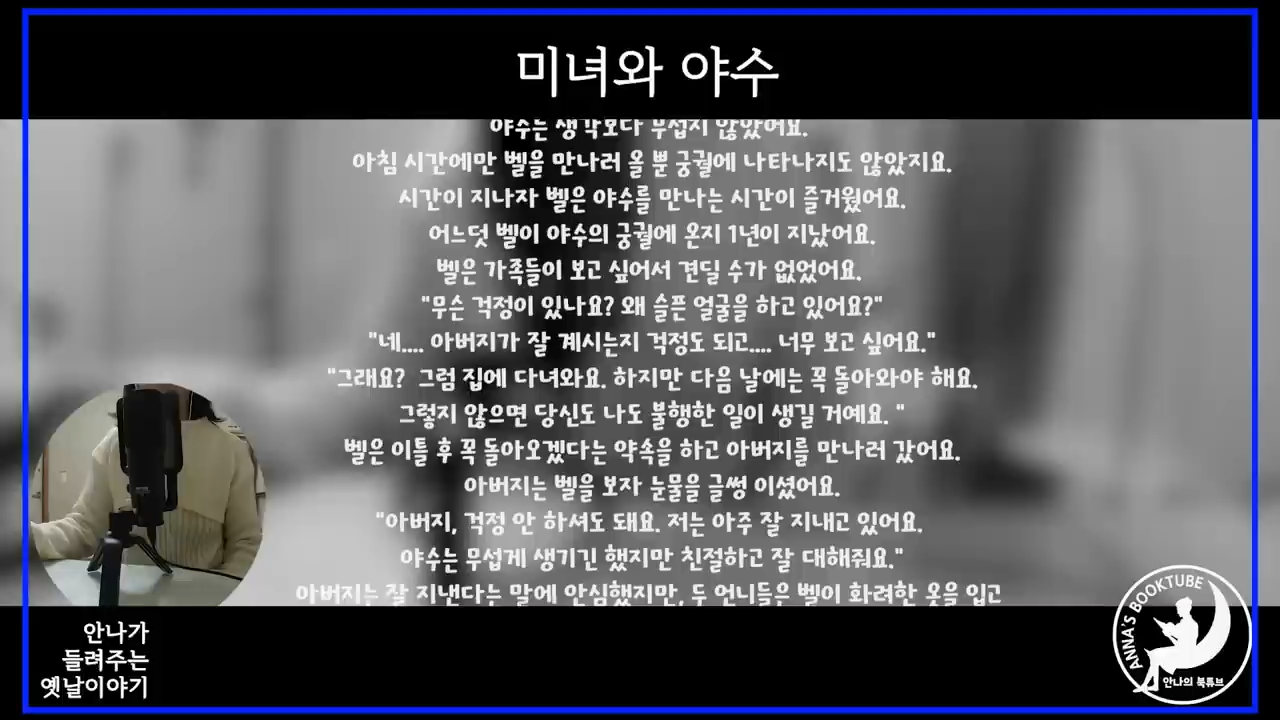 미녀와 야수
야수는 생각보다 무섭지 않았어요.
아침 시간에만 벨을 만나러 올 뿐 궁궐에 나타나지도 않았지요.
시간이 지나자 벨은 야수를 만나는 시간이 즐거웠어요.
어느덧 벨이 야수의 궁궐에 온지 1년이 지났어요.
벨은 가족들이 보고 싶어서 견딜 수가 없었어요.
"무슨 걱정이 있나요? 왜 슬픈 얼굴을 하고 있어요?"
"네.... 아버지가 잘 계시는지 걱정도 되고.... 너무 보고 싶어요."
"그래요? 그럼 집에 다녀와요. 하지만 다음 날에는 꼭 돌아와야 해요.
그렇지 않으면 당신도 나도 불행한 일이 생길 거예요. "
벨은 이틀 후 꼭 돌아오겠다는 약속을 하고 아버지를 만나러 갔어요.
아버지는 벨을 보자 눈물을 글썽 이셨어요.
"아버지, 걱정 안 하셔도 돼요. 저는 아주 잘 지내고 있어요.
야수는 무섭게 생기긴 했지만 친절하고 잘 대해줘요."
아버지는 잘 지낸다는 말에 안심했지만, 두 언니들은 벨이 화려한 옷을 입고
안나가
들려주는
옛날이야기
ANNA'S BOOKTUBE
안나의 북튜브